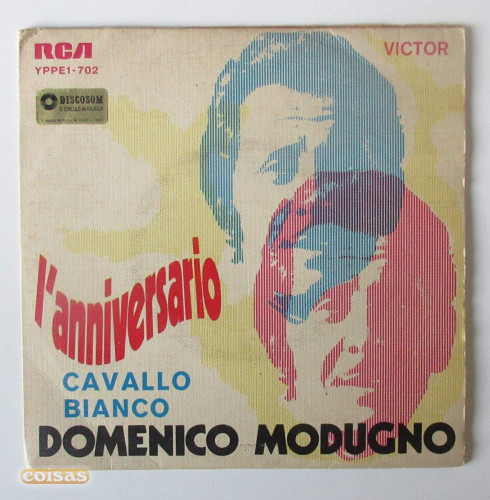 RCA
VICTOR
YPPE1-702
DISCOSOM
l'anniversario
CAVALLO
BIANCO
DOMENICO MODUGNO
coisas